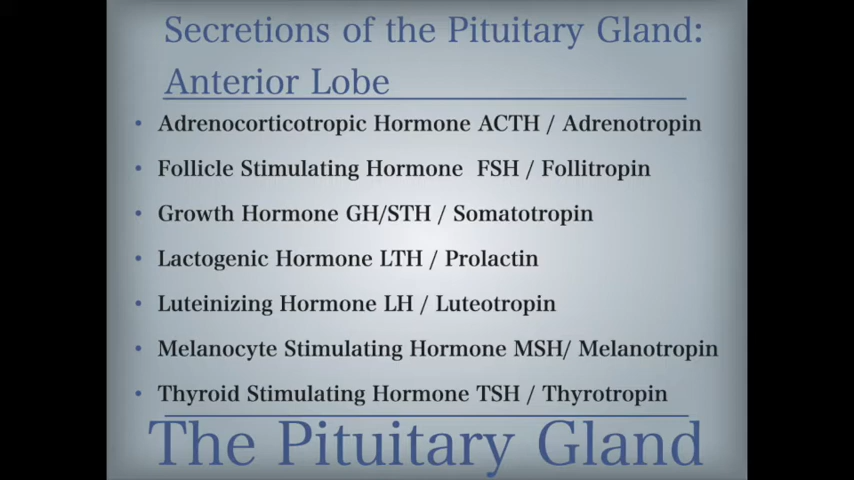 Secretions of the Pituitary Gland:
Anterior Lobe
• Adrenocorticotropic Hormone ACTH / Adrenotropin
• Follicle Stimulating Hormone  FSH / Follitropin
• Growth Hormone GH/STH / Somatotropin
• Lactogenic Hormone LTH / Prolactin
• Luteinizing Hormone LH / Luteotropin
• Melanocyte Stimulating Hormone MSH/ Melanotropin
• Thyroid Stimulating Hormone TSH / Thyrotropin
The Pituitary Gland